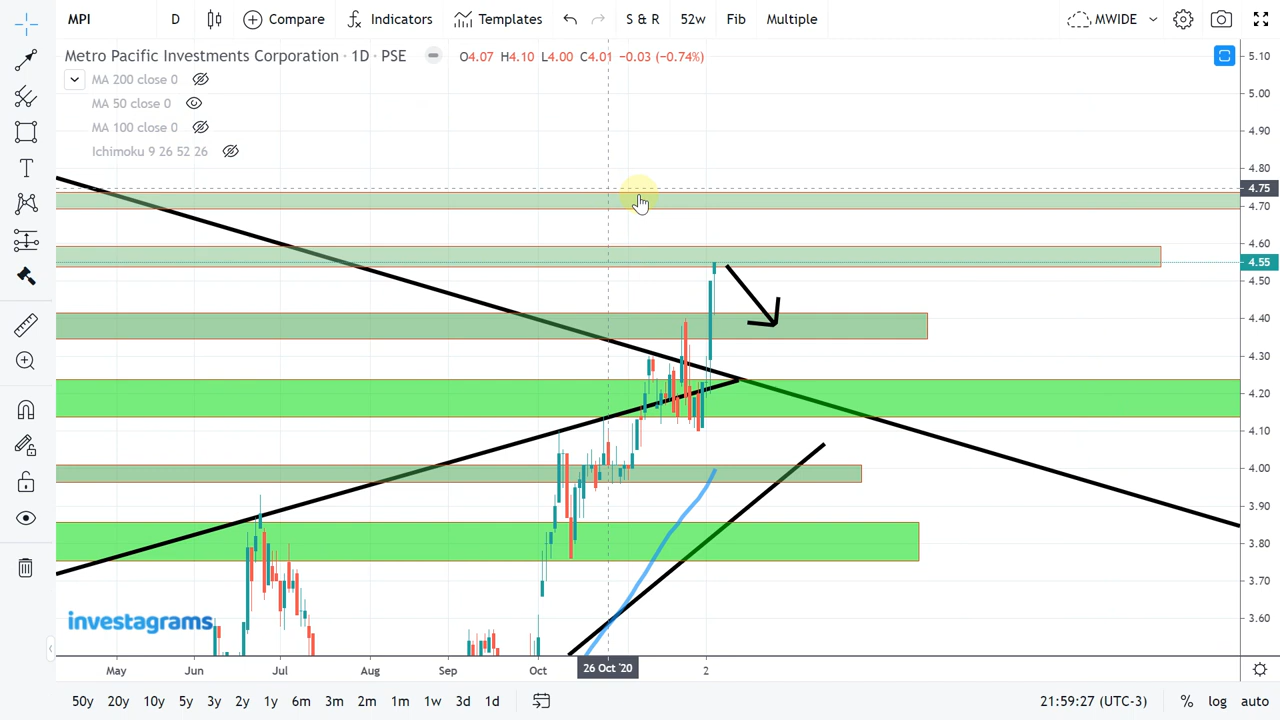 MPI D Compare Indicators Templates S & R 52w Fib Multiple MWIDE
Metro Pacific Investments Corporation · 1D · PSE O4.07 H4.10 L4.00 C4.01 −0.03 (−0.74%)
MA 200 close 0
MA 50 close 0
MA 100 close 0
Ichimoku 9 26 52 26
5.10
5.00
4.90
4.80
4.75
4.70
4.60
4.55
4.50
4.40
4.30
4.20
4.10
4.00
3.90
3.80
3.70
3.60
investagrams
May Jun Jul Aug Sep Oct 26 Oct '20 2
50y 20y 10y 5y 3y 2y 1y 6m 3m 2m 1m 1w 3d 1d 21:59:27 (UTC-3) % log auto